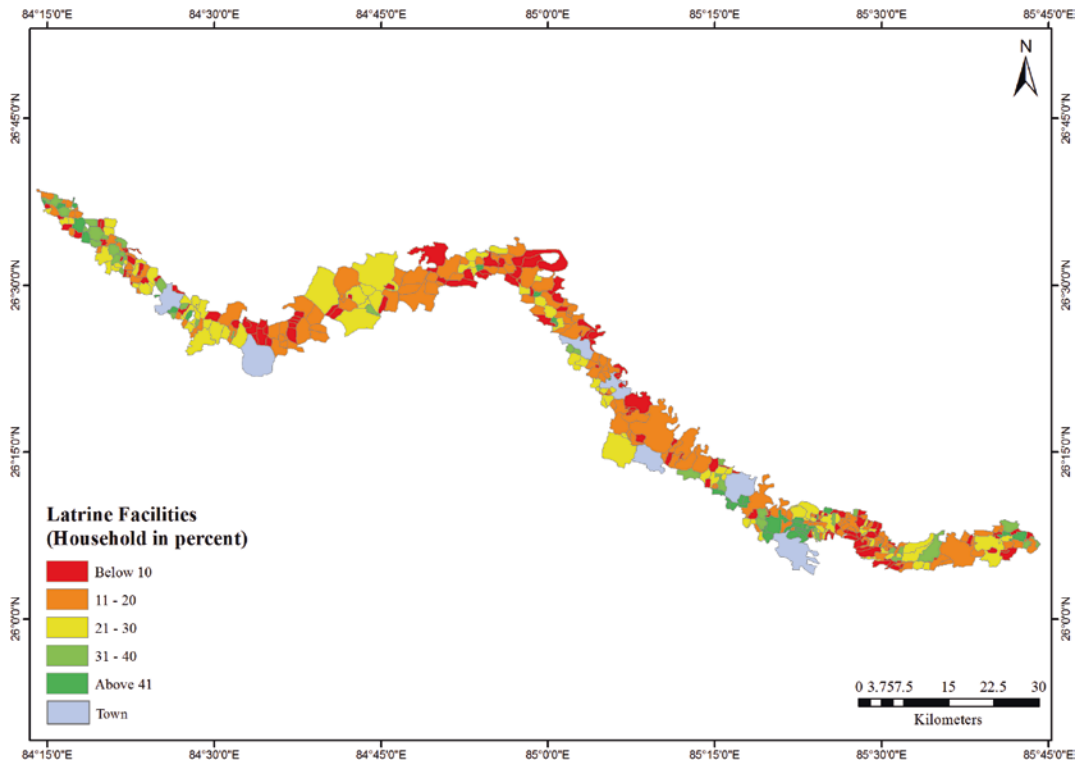 84°15'0"E 84°30'0"E 84°45'0"E 85°0'0"E 85°15'0"E 85°30'0"E 85°45'0"E
N
26°45'0"N 26°45'0"N
26°30'0"N 26°30'0"N
26°15'0"N 26°15'0"N
26°0'0"N 26°0'0"N
Latrine Facilities
(Household in percent)
Below 10
11 - 20
21 - 30
31 - 40
Above 41
Town
0 3.757.5 15 22.5 30
Kilometers
84°15'0"E 84°30'0"E 84°45'0"E 85°0'0"E 85°15'0"E 85°30'0"E 85°45'0"E